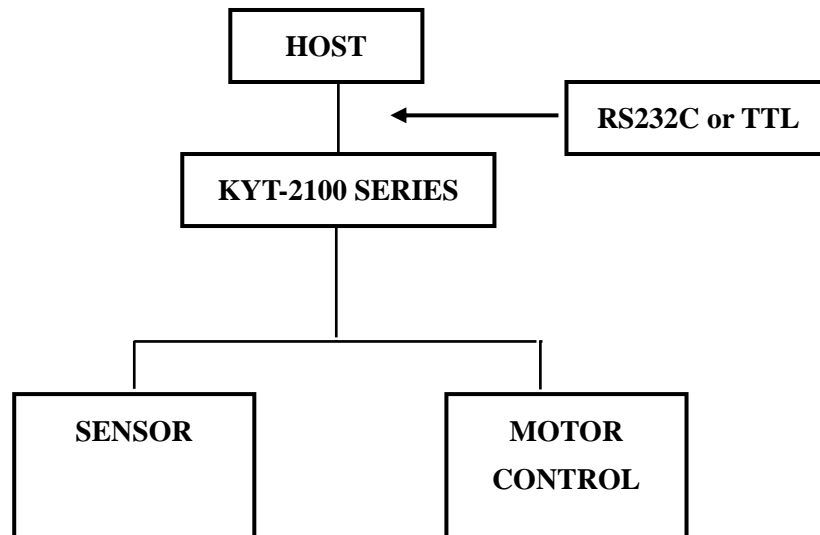 HOST
RS232C or TTL
KYT-2100 SERIES
SENSOR
MOTOR
CONTROL